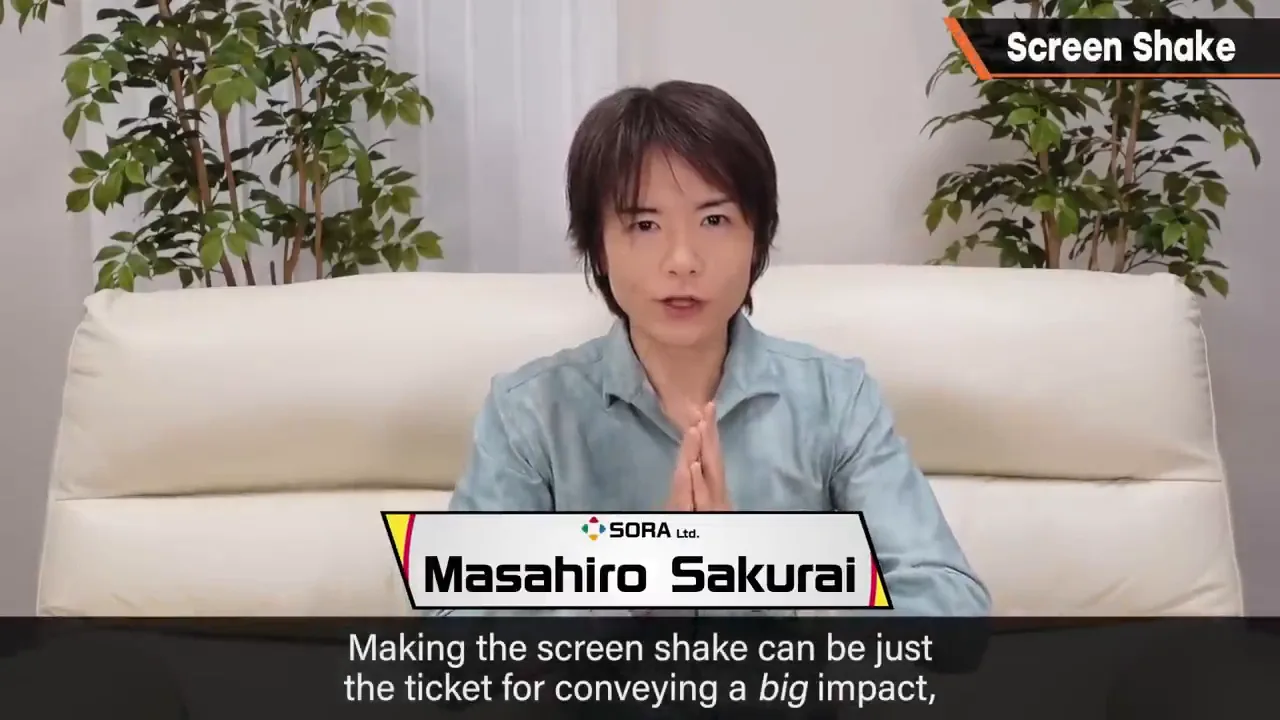 Screen Shake
SORA Ltd.
Masahiro Sakurai
Making the screen shake can be just
the ticket for conveying a big impact,